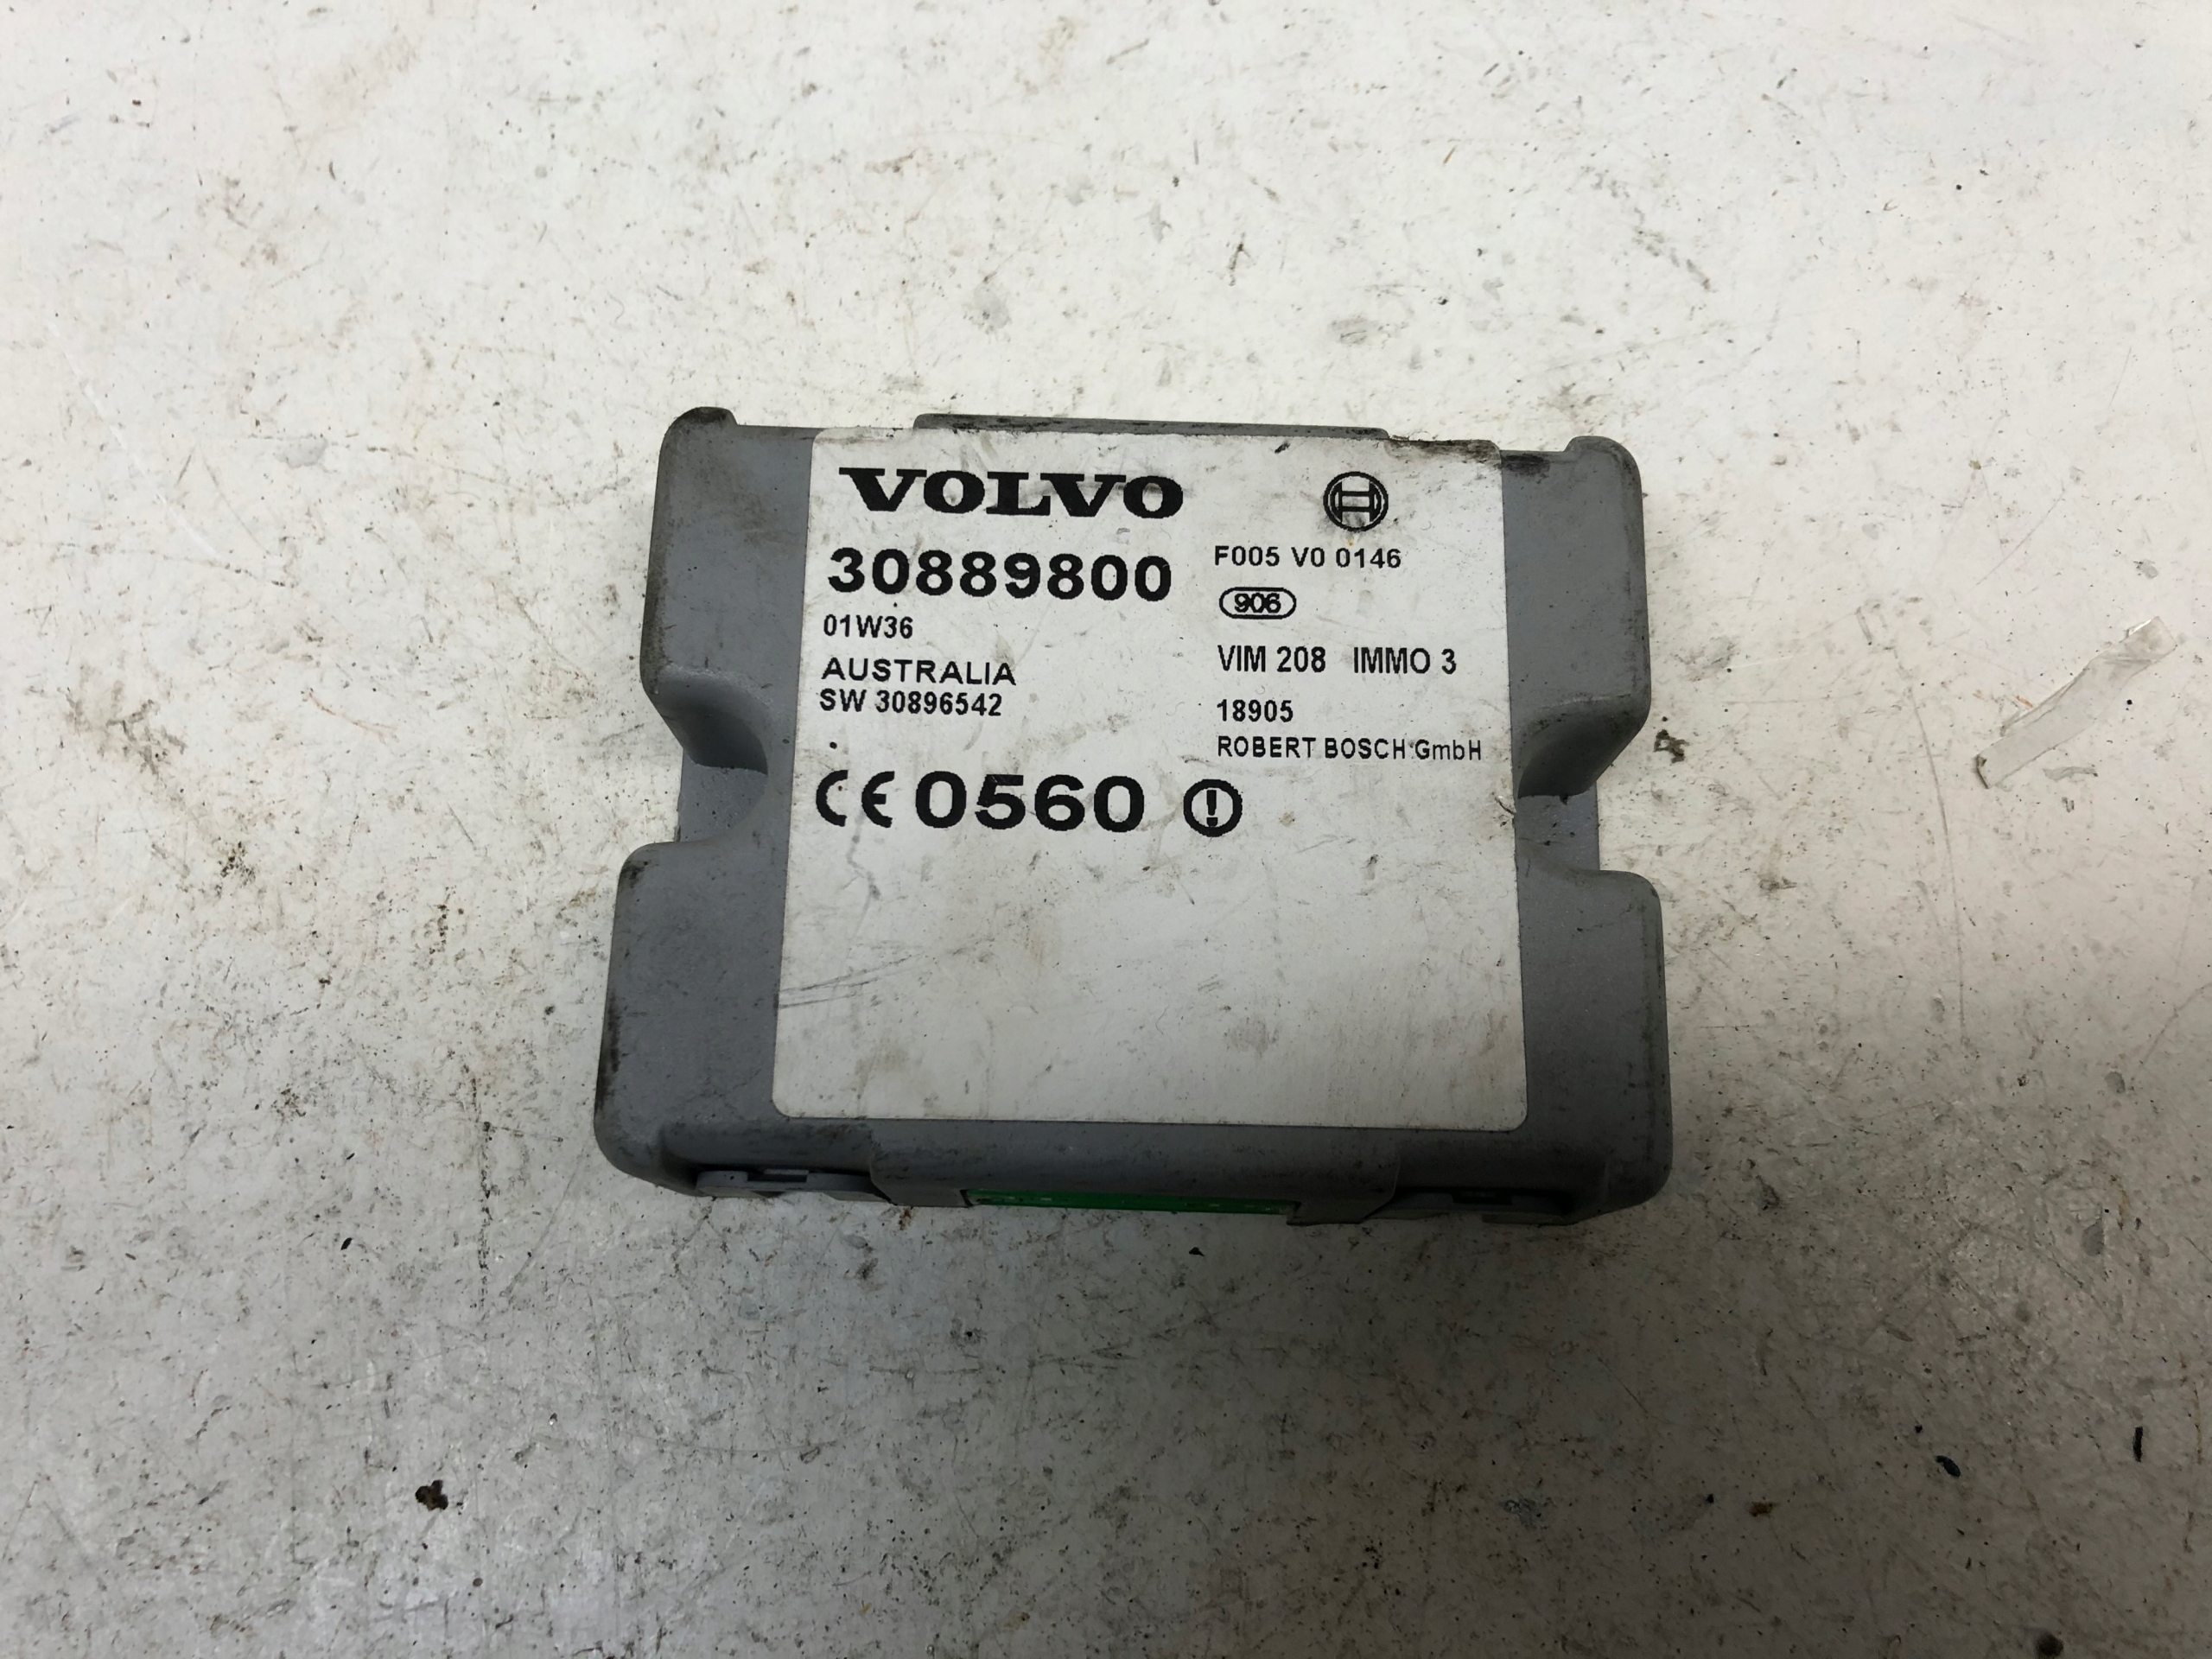 VOLVO
30889800
01W36
AUSTRALIA
SW 30896542
CE 0560
F005 V0 0146
906
VIM 208 IMMO 3
18905
ROBERT BOSCH GmbH